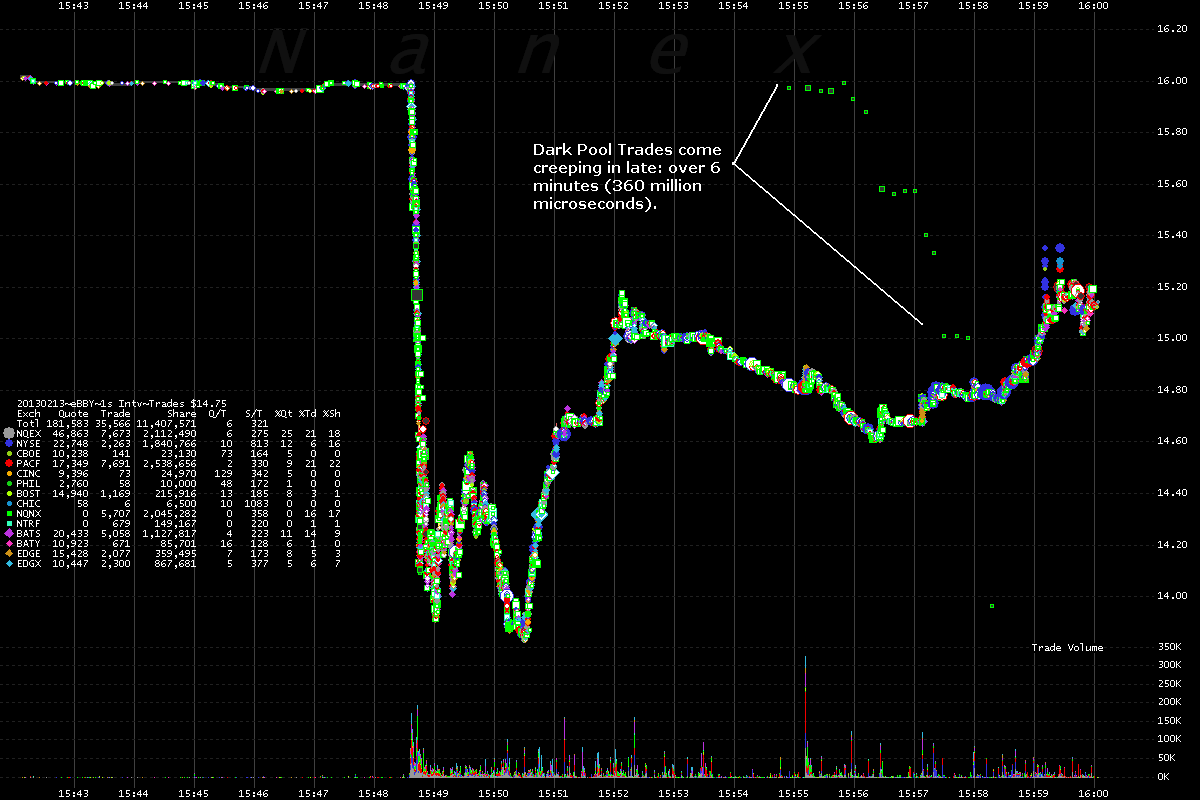 15:43 15:44 15:45 15:46 15:47 15:48 15:49 15:50 15:51 15:52 15:53 15:54 15:55 15:56 15:57 15:58 15:59 16:00
Nanex
16.20
16.00
15.80
15.60
15.40
15.20
15.00
14.80
14.60
14.40
14.20
14.00
Dark Pool Trades come
creeping in late: over 6
minutes (360 million
microseconds).
20130213~eBBY~1s Intv~Trades $14.75
Exch Quote Trade Share Q/T S/T XQt XTd XSh
Totl 181,583 35,566 11,407,571 6 321
NQEX 46,863 7,673 2,112,490 6 275 25 21 18
NYSE 22,748 2,263 1,840,766 10 813 12 6 16
CBOE 10,238 141 23,130 73 164 5 0 0
PACF 17,349 7,691 2,538,656 2 330 9 21 22
CINC 9,396 73 24,970 129 342 5 0 0
PHIL 2,760 58 10,000 48 172 1 0 0
BOST 14,940 1,169 215,916 13 185 8 3 1
CHIC 58 6 6,500 10 1083 0 0 0
NQNX 0 5,707 2,045,282 0 358 0 16 17
NTRF 0 679 149,167 0 220 0 1 1
BATS 20,433 5,058 1,127,817 4 223 11 14 9
BATY 10,923 671 85,701 16 128 6 1 0
EDGE 15,428 2,077 359,495 7 173 8 5 3
EDGX 10,447 2,300 867,681 5 377 5 6 7
Trade Volume
350K
300K
250K
200K
150K
100K
50K
0K
15:43 15:44 15:45 15:46 15:47 15:48 15:49 15:50 15:51 15:52 15:53 15:54 15:55 15:56 15:57 15:58 15:59 16:00